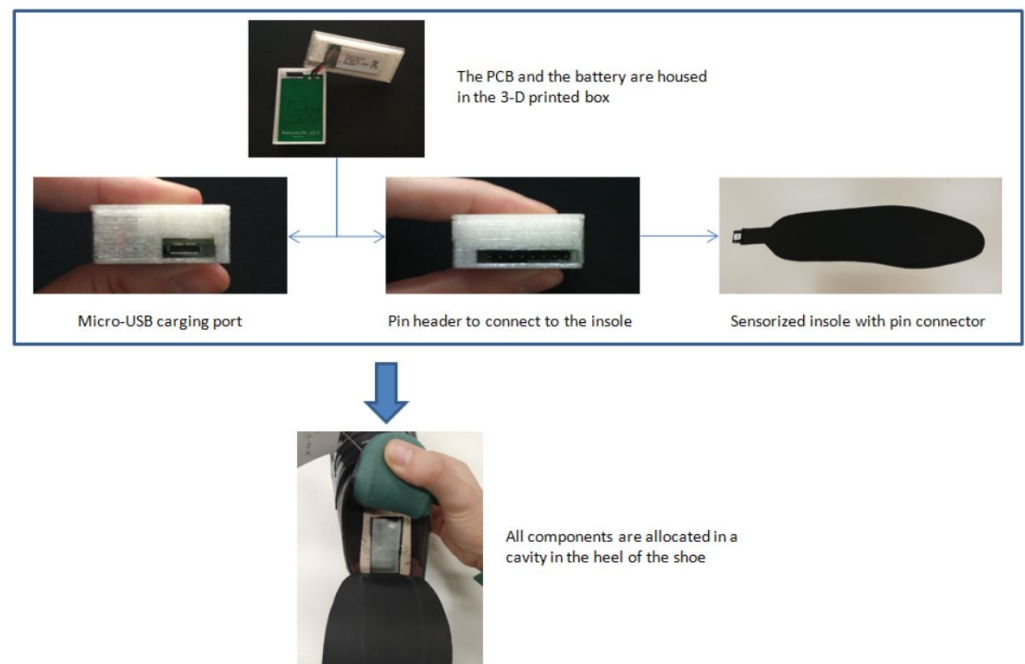 The PCB and the battery are housed
in the 3-D printed box
Micro-USB carging port
Pin header to connect to the insole
Sensorized insole with pin connector
All components are allocated in a
cavity in the heel of the shoe